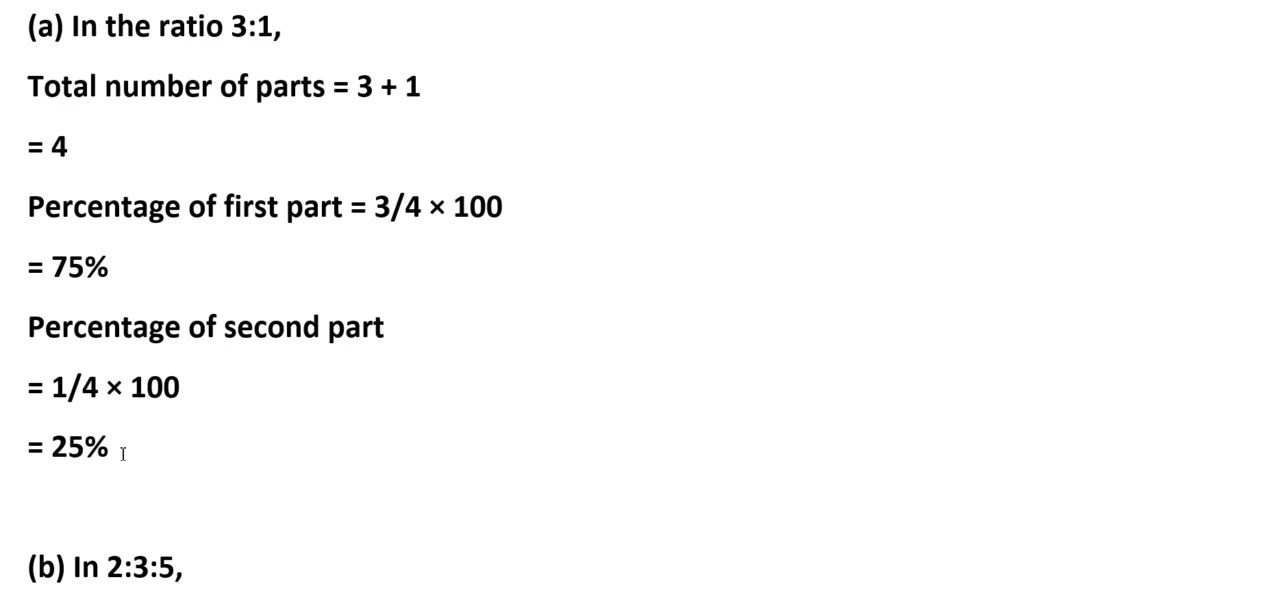 (a) In the ratio 3:1,
Total number of parts = 3 + 1
= 4
Percentage of first part = 3/4 × 100
= 75%
Percentage of second part
= 1/4 × 100
= 25%
(b) In 2:3:5,